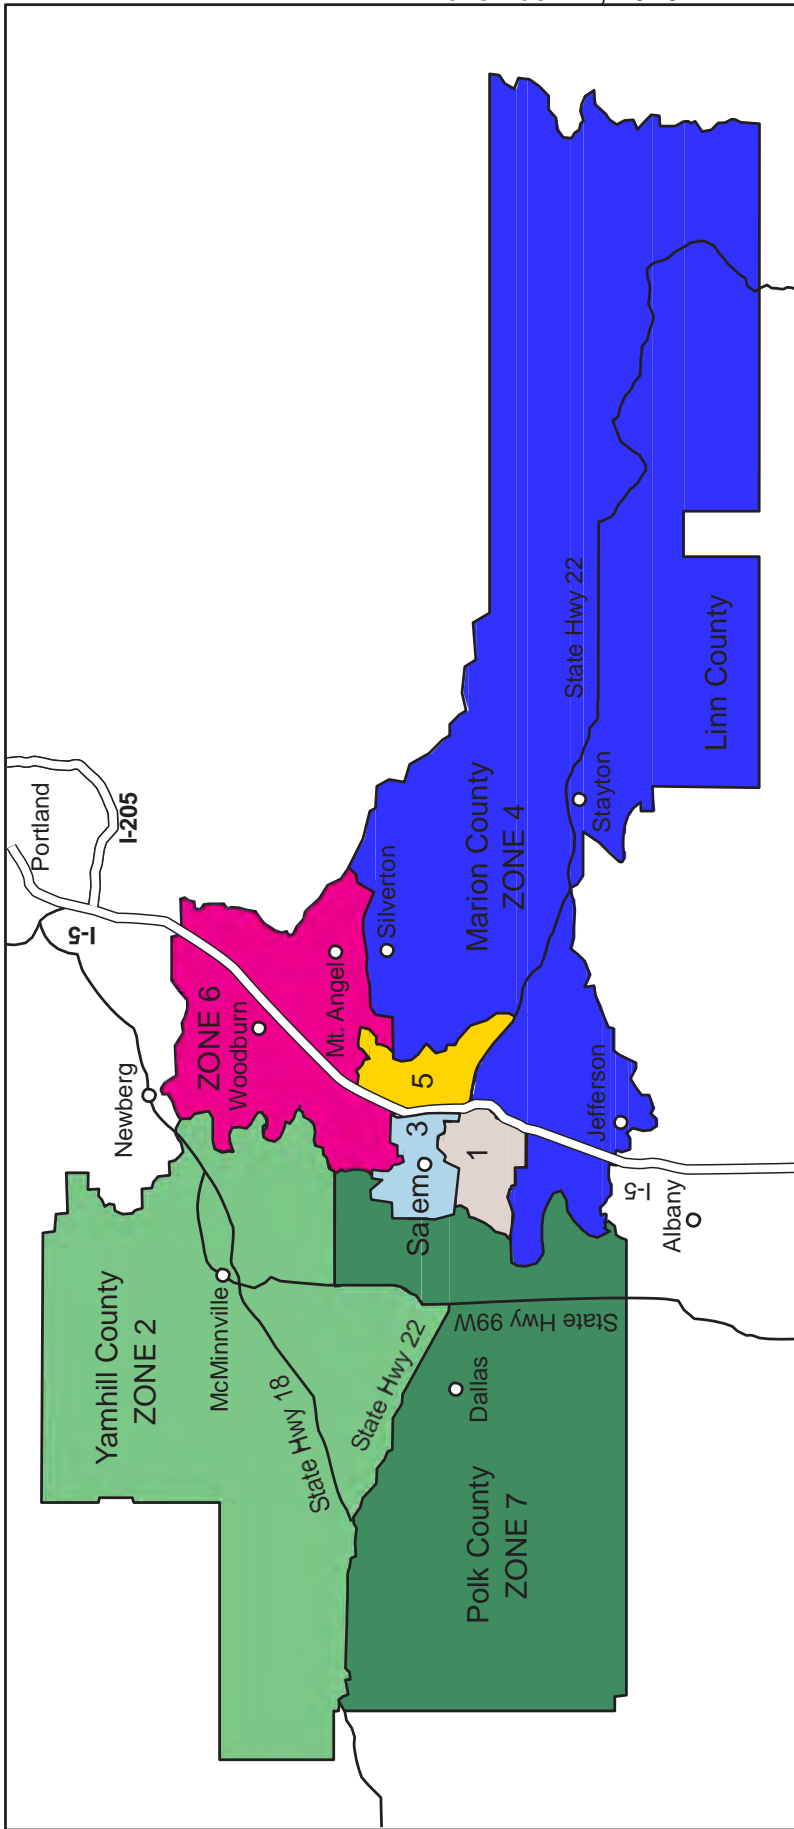 Portland
I-205
I-5
Newberg
ZONE 6
Woodburn
Mt. Angel
Silverton
Yamhill County
ZONE 2
McMinnville
State Hwy 18
State Hwy 22
Salem
3
5
1
Marion County
ZONE 4
State Hwy 22
Stayton
Linn County
Jefferson
I-5
Albany
State Hwy 99W
Dallas
Polk County
ZONE 7